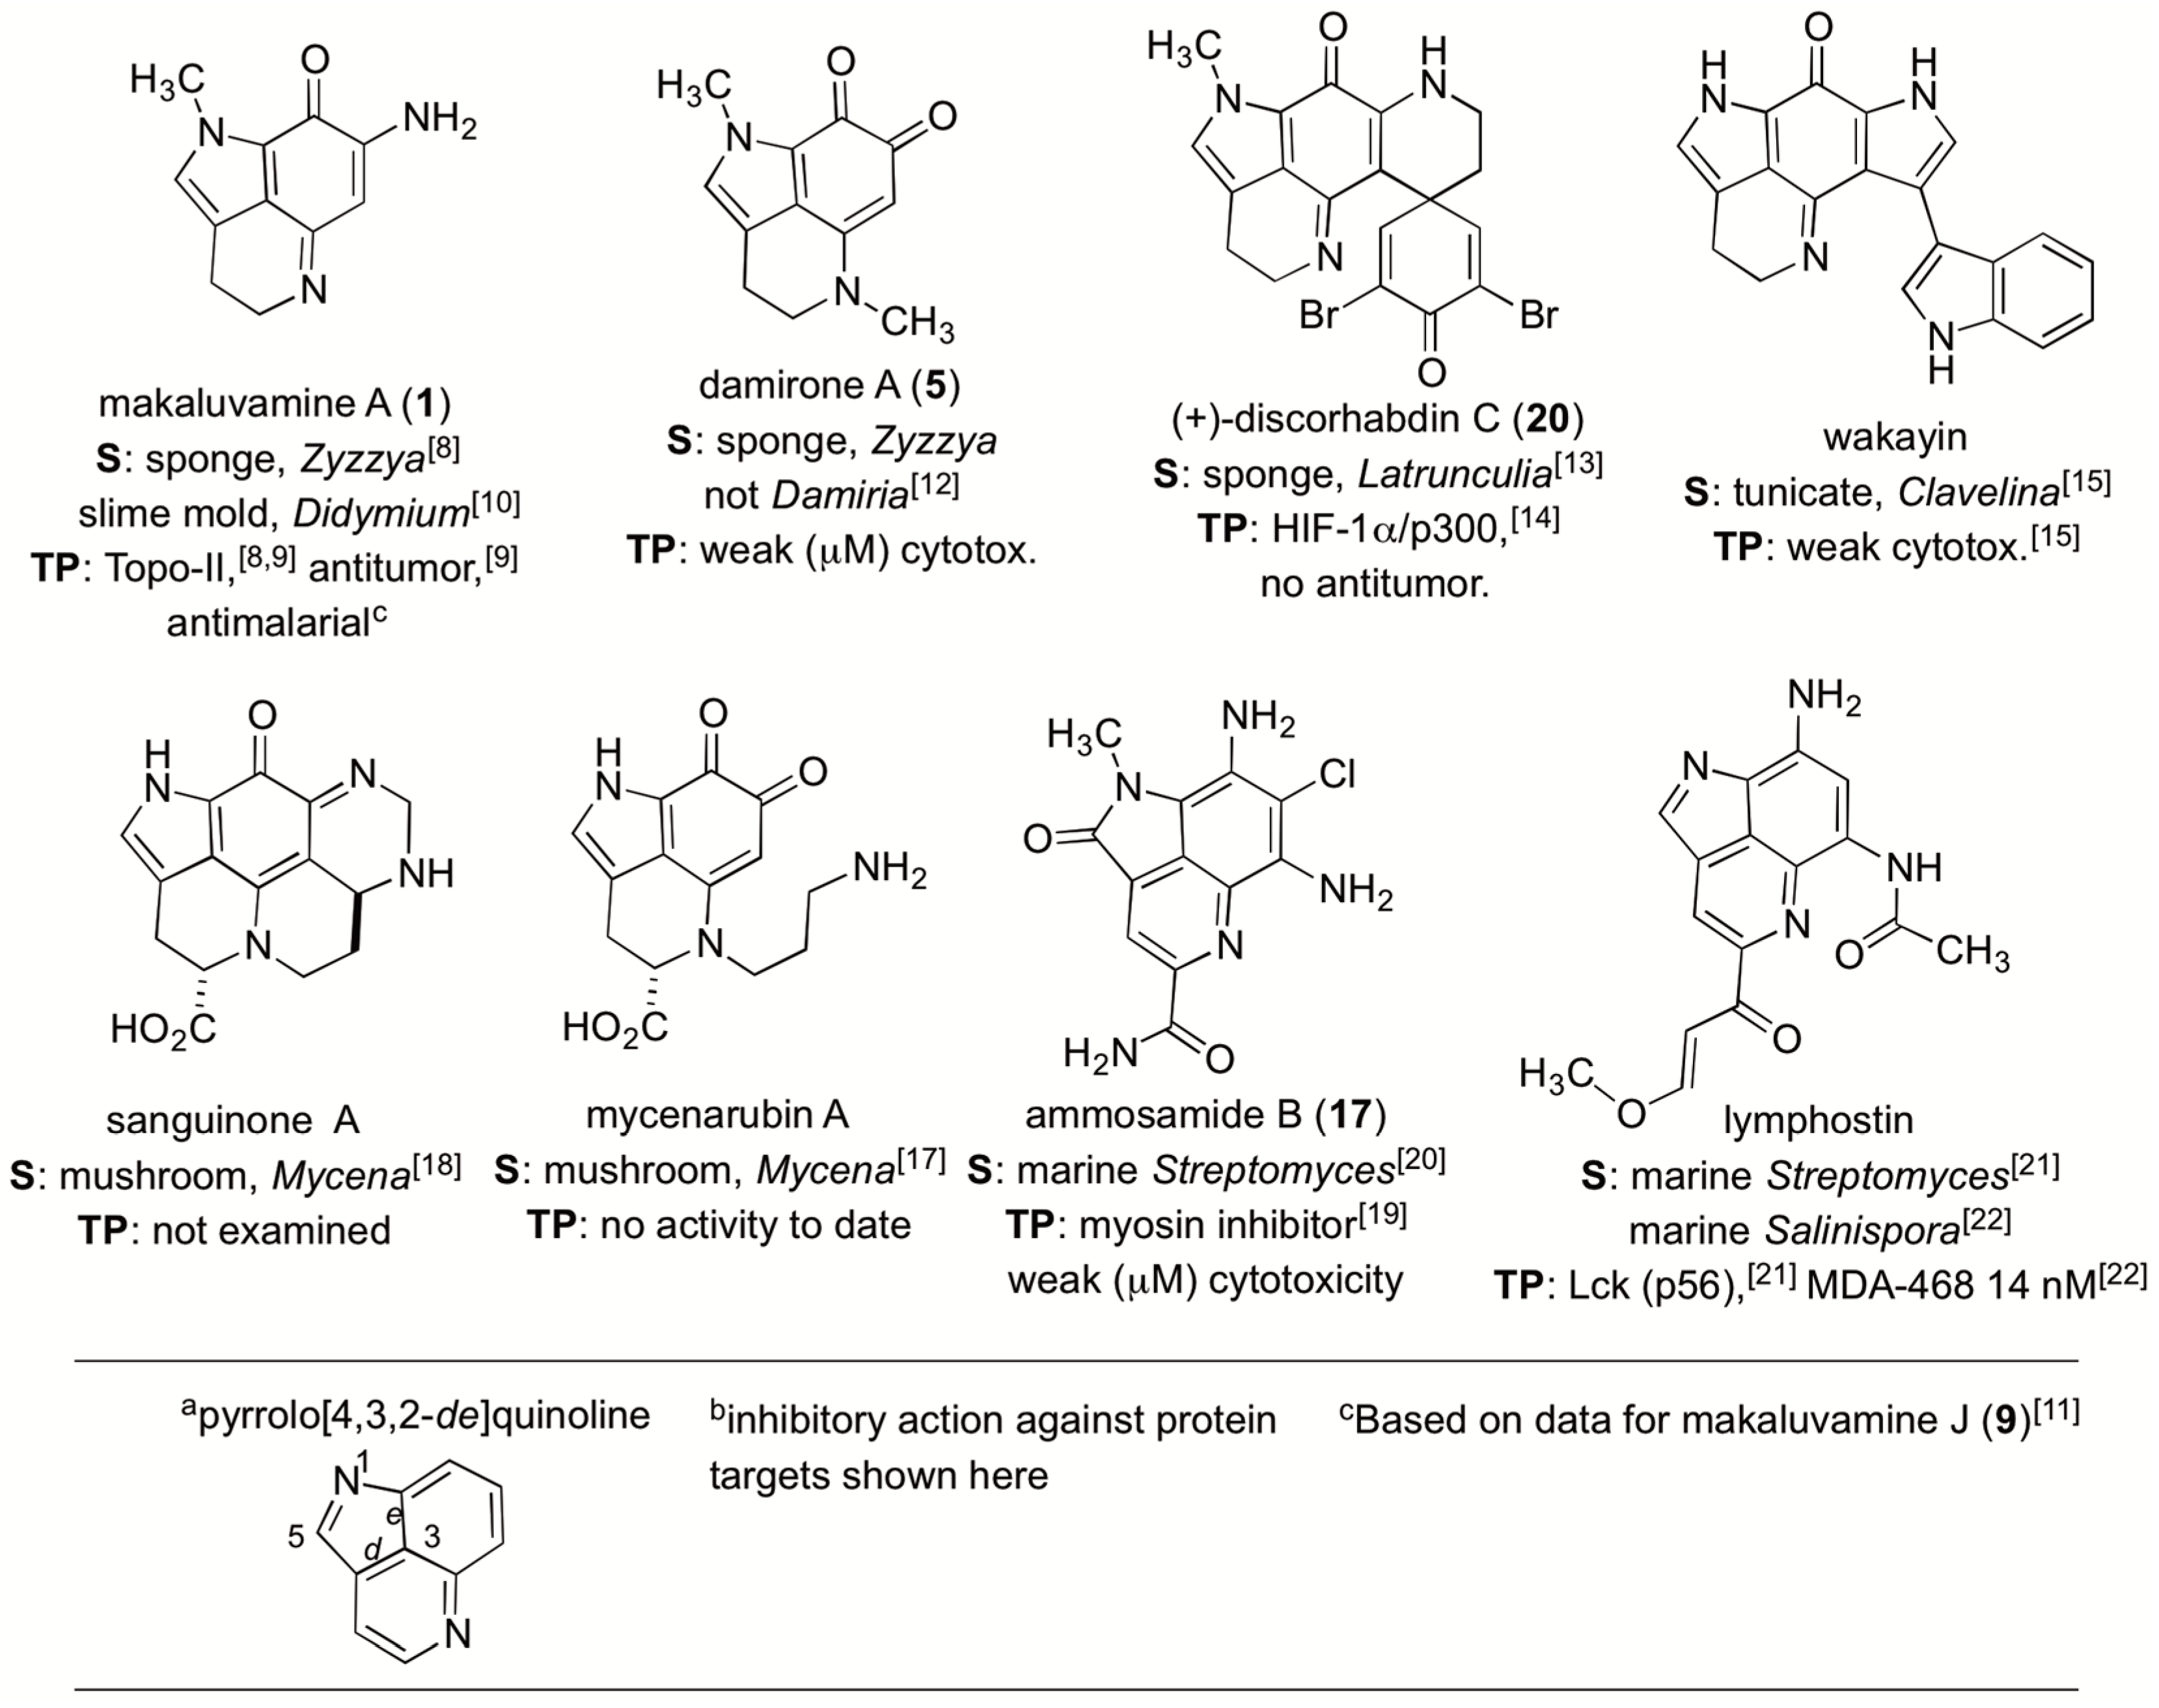 H₃C N O NH₂ N
makaluvamine A (1)
S: sponge, Zyzzya[8]
slime mold, Didymium[10]
TP: Topo-II,[8,9] antitumor,[9]
antimalarialᶜ
H₃C N O O N CH₃
damirone A (5)
S: sponge, Zyzzya
not Damiria[12]
TP: weak (μM) cytotox.
H₃C N O H N N Br Br O
(+)-discorhabdin C (20)
S: sponge, Latrunculia[13]
TP: HIF-1α/p300,[14]
no antitumor.
H N O H N N N H
wakayin
S: tunicate, Clavelina[15]
TP: weak cytotox.[15]
H N O N NH N HO₂C
sanguinone A
S: mushroom, Mycena[18]
TP: not examined
H N O O NH₂ N HO₂C
mycenarubin A
S: mushroom, Mycena[17]
TP: no activity to date
H₃C N NH₂ Cl O NH₂ N H₂N O
ammosamide B (17)
S: marine Streptomyces[20]
TP: myosin inhibitor[19]
weak (μM) cytotoxicity
NH₂ N NH N O CH₃ O H₃C O
lymphostin
S: marine Streptomyces[21]
marine Salinispora[22]
TP: Lck (p56),[21] MDA-468 14 nM[22]
ᵃpyrrolo[4,3,2-de]quinoline
N 1 e 5 d 3 N
ᵇinhibitory action against protein
targets shown here
ᶜBased on data for makaluvamine J (9)[11]